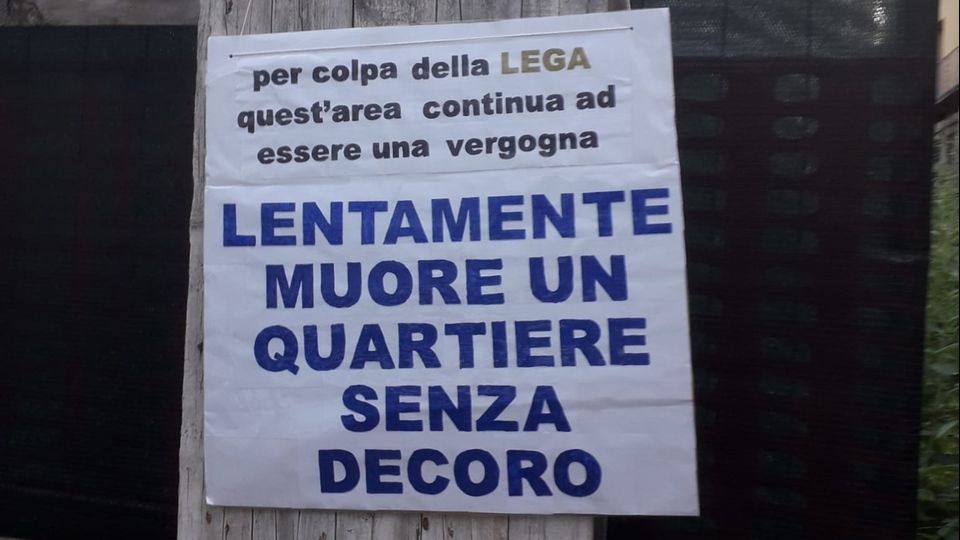 per colpa della LEGA
quest'area continua ad
essere una vergogna
LENTAMENTE
MUORE UN
QUARTIERE
SENZA
DECORO